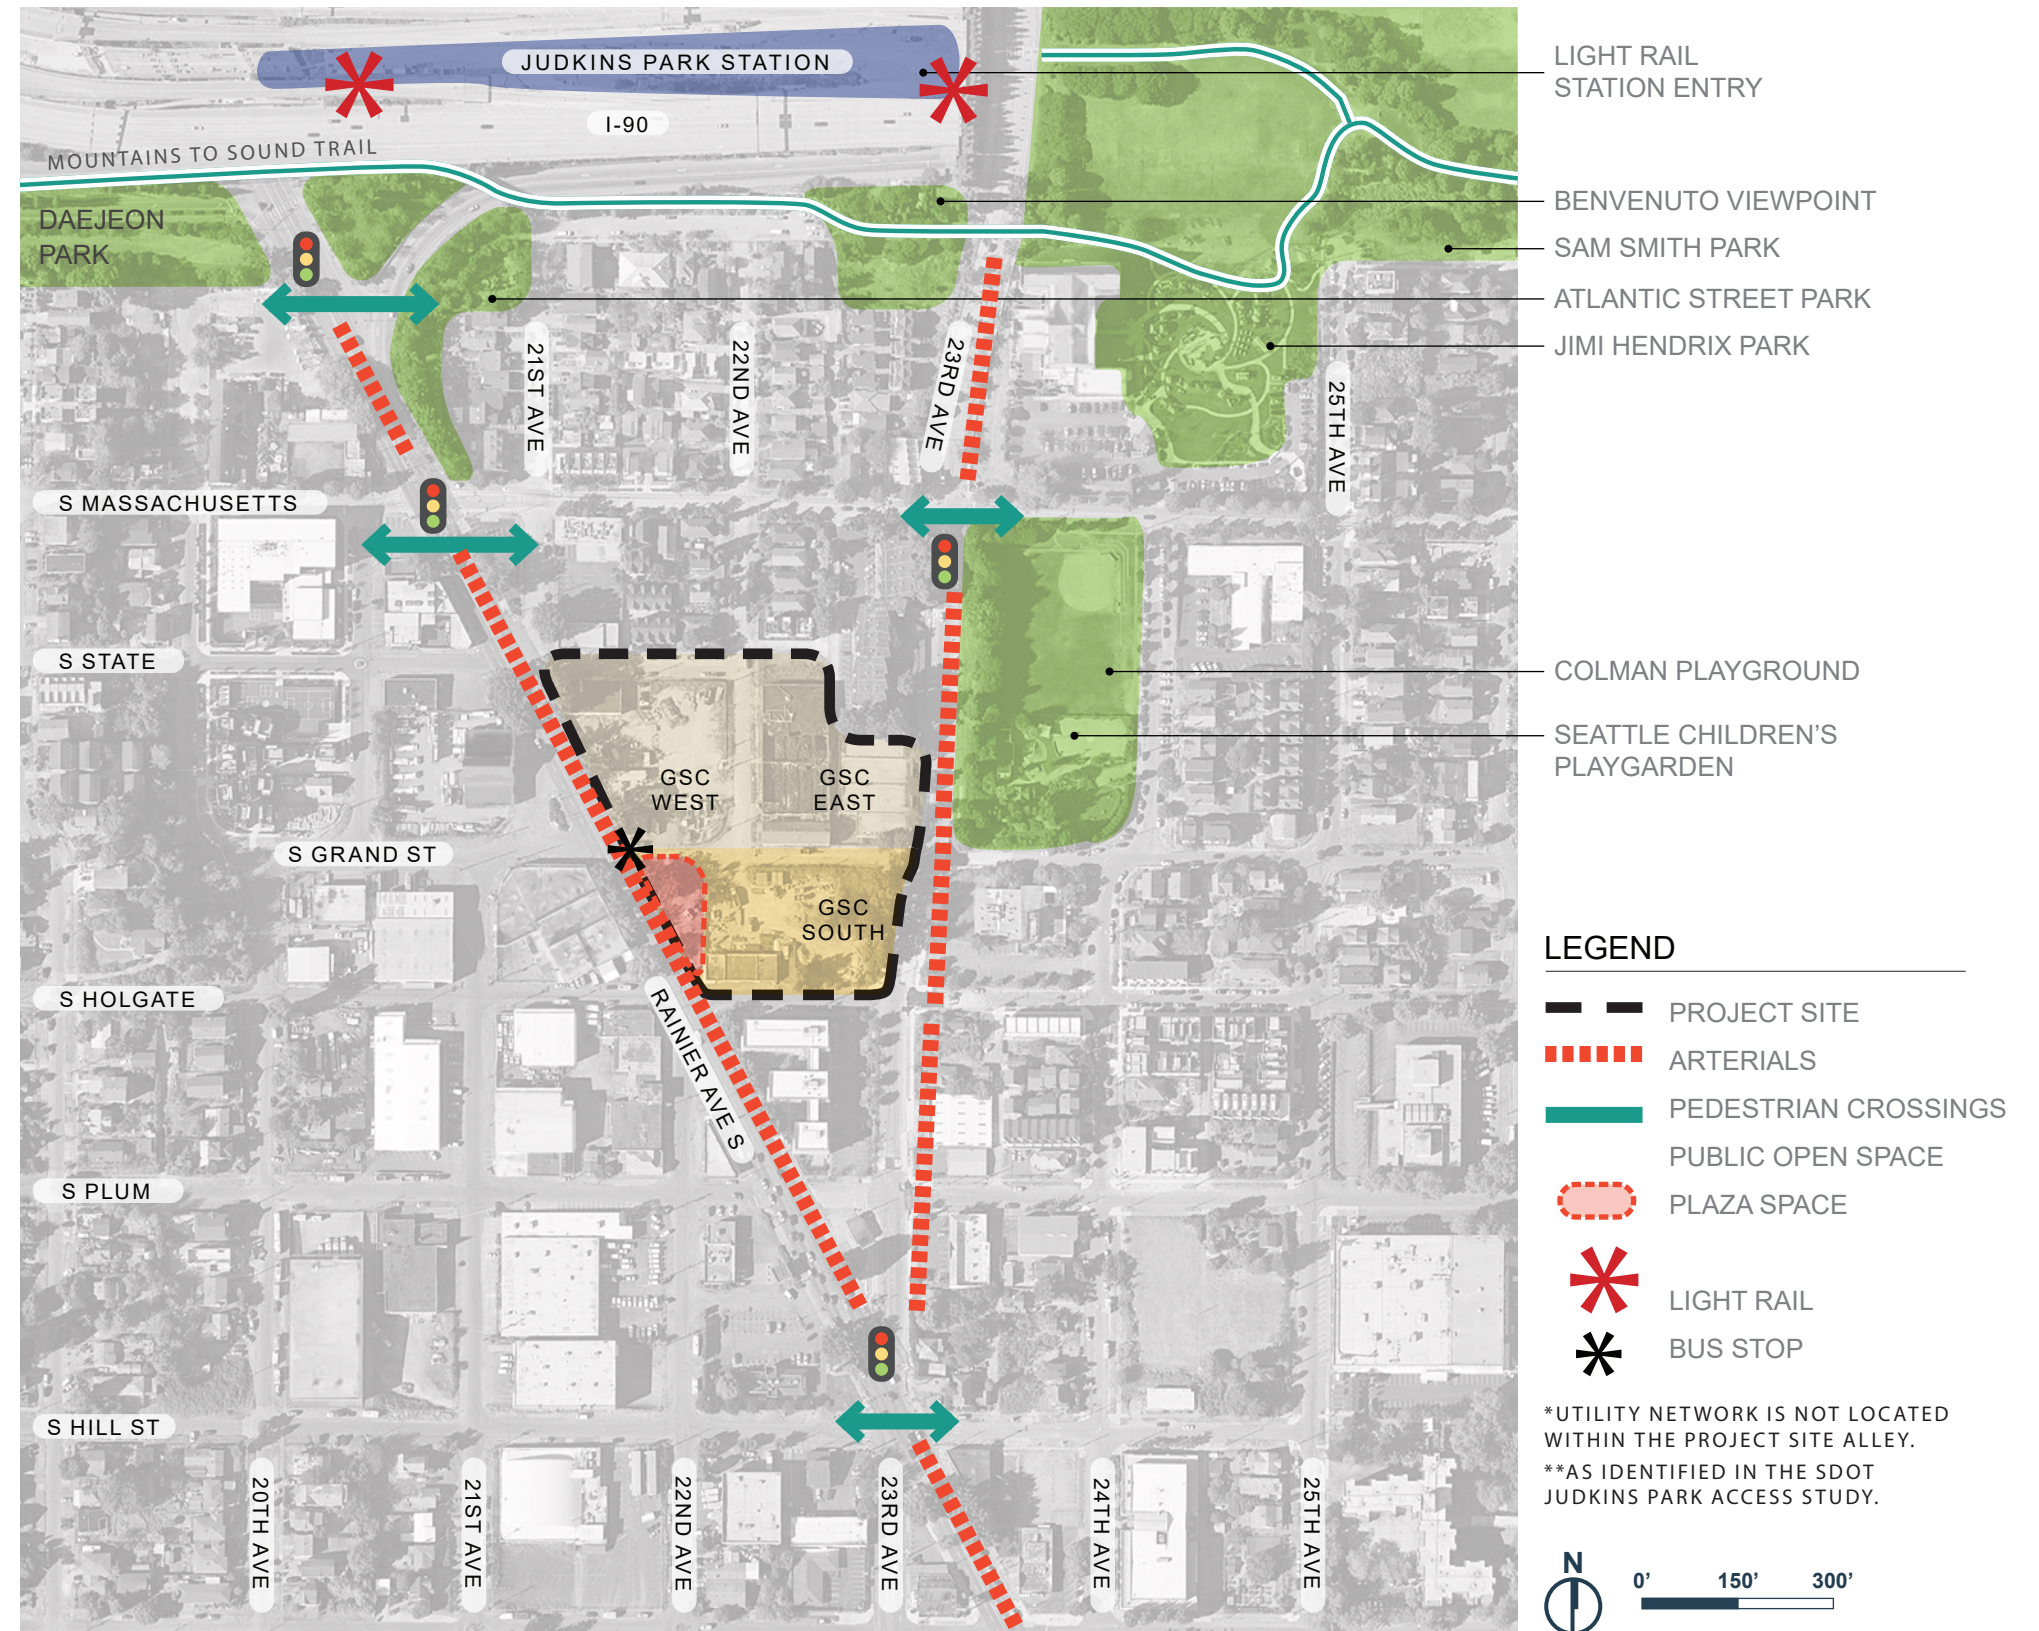 JUDKINS PARK STATION
I-90
MOUNTAINS TO SOUND TRAIL
DAEJEON
PARK
LIGHT RAIL
STATION ENTRY
BENVENUTO VIEWPOINT
SAM SMITH PARK
ATLANTIC STREET PARK
JIMI HENDRIX PARK
21ST AVE
22ND AVE
23RD AVE
25TH AVE
S MASSACHUSETTS
S STATE
COLMAN PLAYGROUND
SEATTLE CHILDREN'S
PLAYGARDEN
GSC
WEST
GSC
EAST
S GRAND ST
GSC
SOUTH
S HOLGATE
RAINIER AVE S
S PLUM
S HILL ST
20TH AVE
21ST AVE
22ND AVE
23RD AVE
24TH AVE
25TH AVE
LEGEND
PROJECT SITE
ARTERIALS
PEDESTRIAN CROSSINGS
PUBLIC OPEN SPACE
PLAZA SPACE
LIGHT RAIL
BUS STOP
*UTILITY NETWORK IS NOT LOCATED
WITHIN THE PROJECT SITE ALLEY.
**AS IDENTIFIED IN THE SDOT
JUDKINS PARK ACCESS STUDY.
N
0' 150' 300'